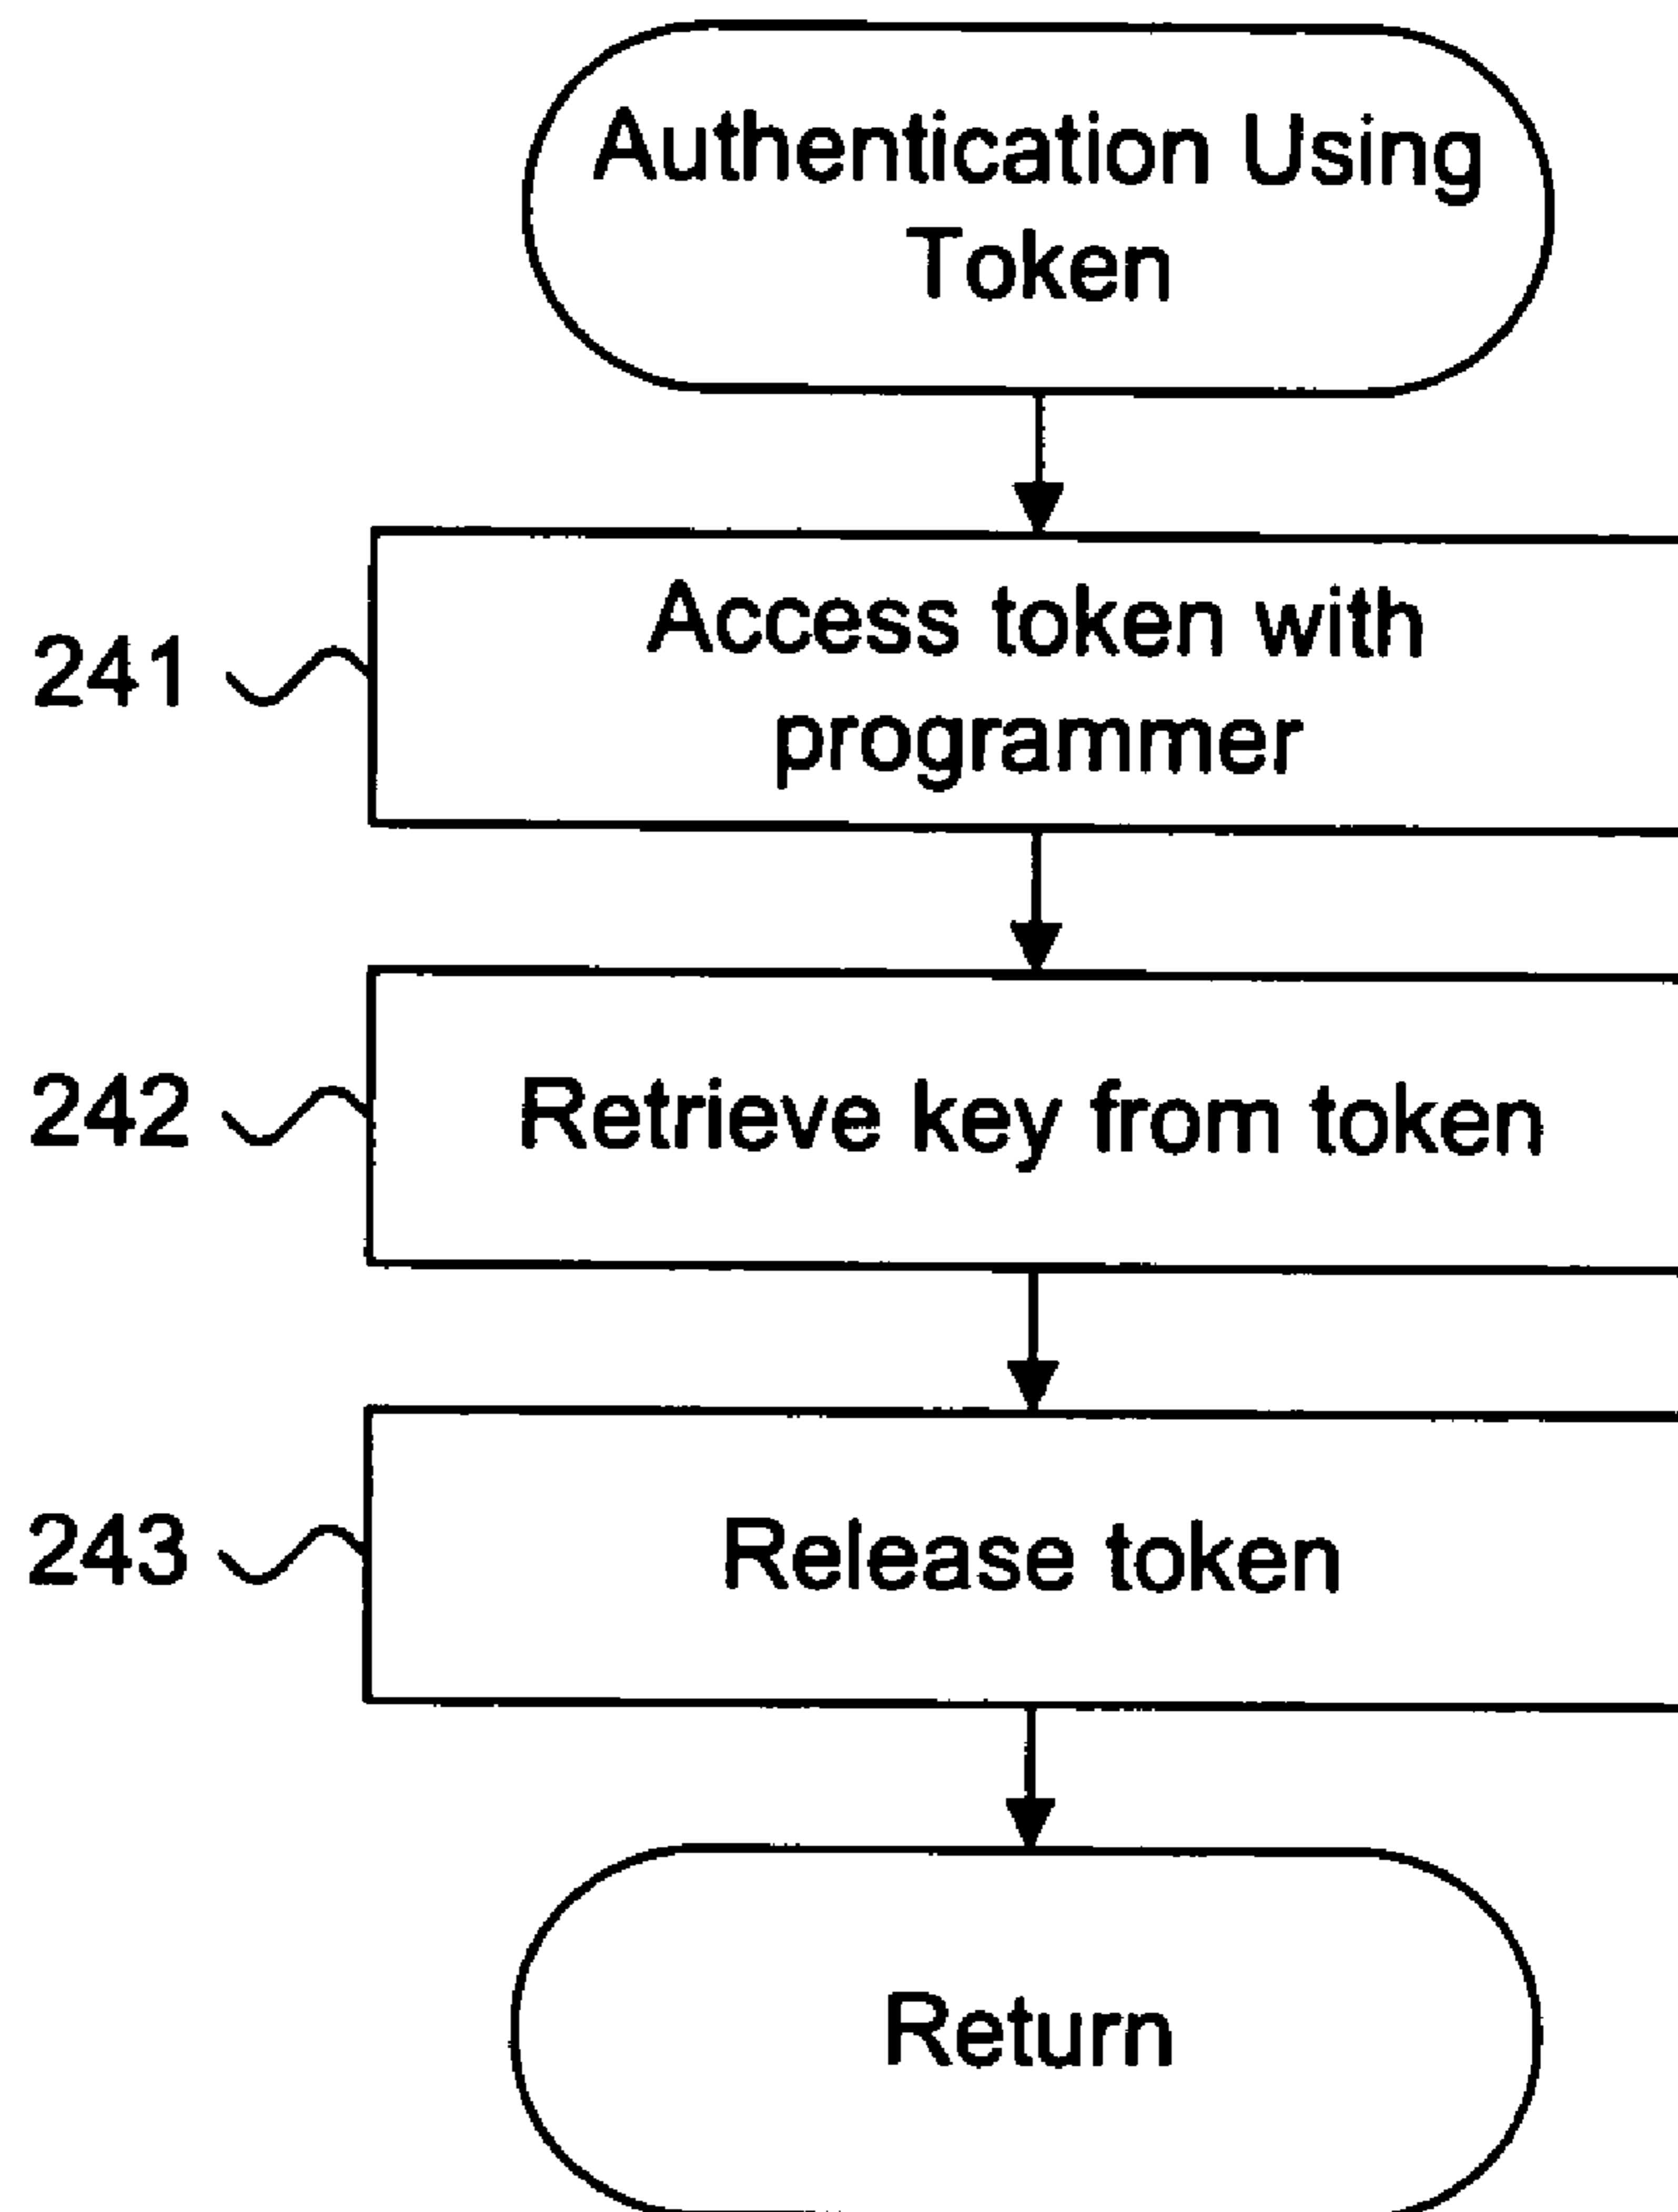 Authentication Using
Token
241
Access token with
programmer
242
Retrieve key from token
243
Release token
Return